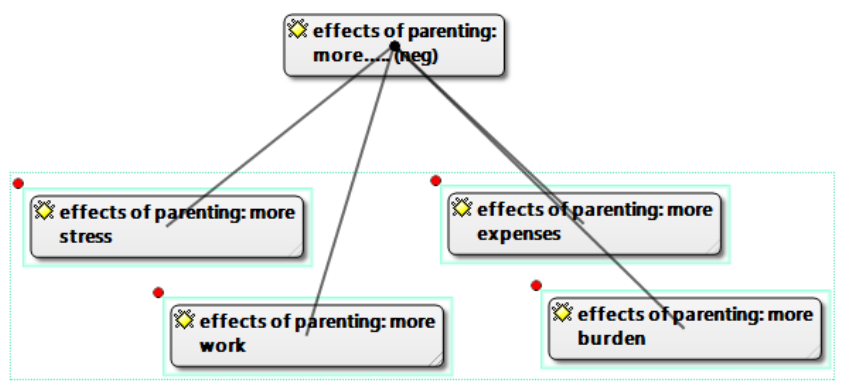 effects of parenting:
more..... (neg)
effects of parenting: more
stress
effects of parenting: more
expenses
effects of parenting: more
work
effects of parenting: more
burden